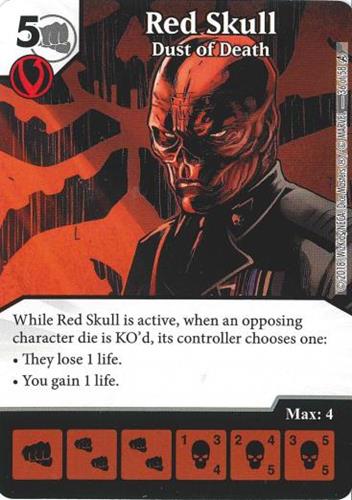 5
Red Skull
Dust of Death
While Red Skull is active, when an opposing
character die is KO'd, its controller chooses one:
• They lose 1 life.
• You gain 1 life.
Max: 4
1 3 4
2 4 5
3 5 5